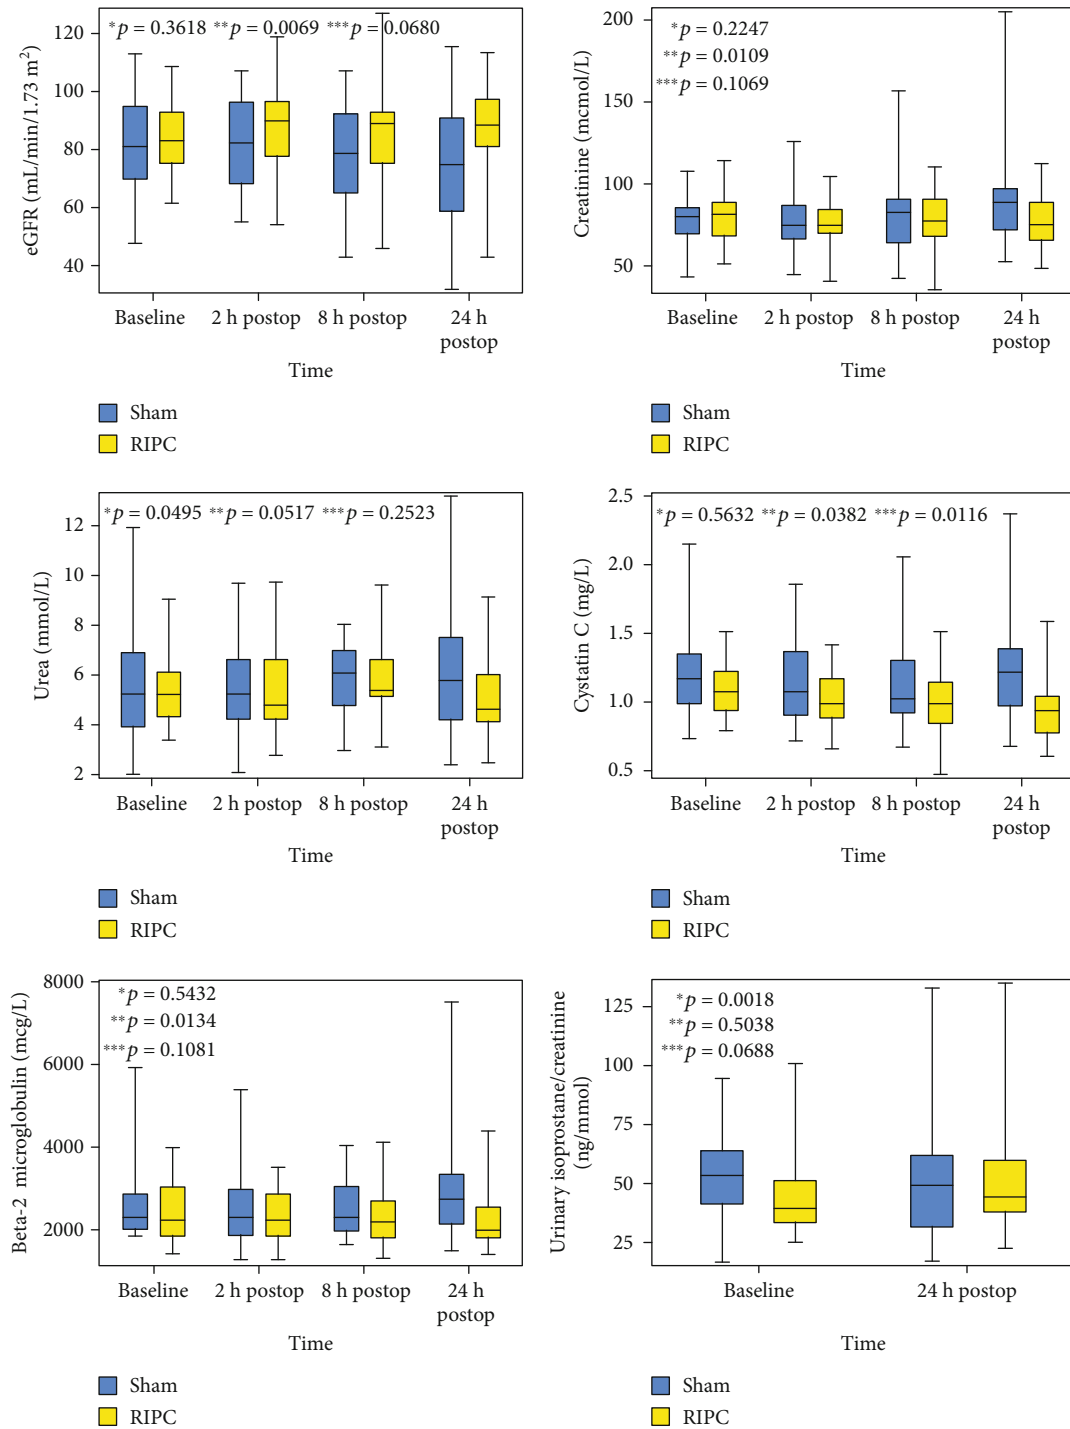 *p = 0.3618 **p = 0.0069 ***p = 0.0680
120
100
80
60
40
eGFR (mL/min/1.73 m²)
Baseline 2 h postop 8 h postop 24 h
postop
Time
Sham
RIPC
*p = 0.2247
**p = 0.0109
***p = 0.1069
200
150
100
50
Creatinine (mcmol/L)
Baseline 2 h postop 8 h postop 24 h
postop
Time
Sham
RIPC
*p = 0.0495 **p = 0.0517 ***p = 0.2523
12
10
8
6
4
2
Urea (mmol/L)
Baseline 2 h postop 8 h postop 24 h
postop
Time
Sham
RIPC
*p = 0.5632 **p = 0.0382 ***p = 0.0116
2.5
2.0
1.5
1.0
0.5
Cystatin C (mg/L)
Baseline 2 h postop 8 h postop 24 h
postop
Time
Sham
RIPC
*p = 0.5432
**p = 0.0134
***p = 0.1081
8000
6000
4000
2000
Beta-2 microglobulin (mcg/L)
Baseline 2 h postop 8 h postop 24 h
postop
Time
Sham
RIPC
*p = 0.0018
**p = 0.5038
***p = 0.0688
125
100
75
50
25
Urinary isoprostane/creatinine
(ng/mmol)
Baseline 24 h postop
Time
Sham
RIPC